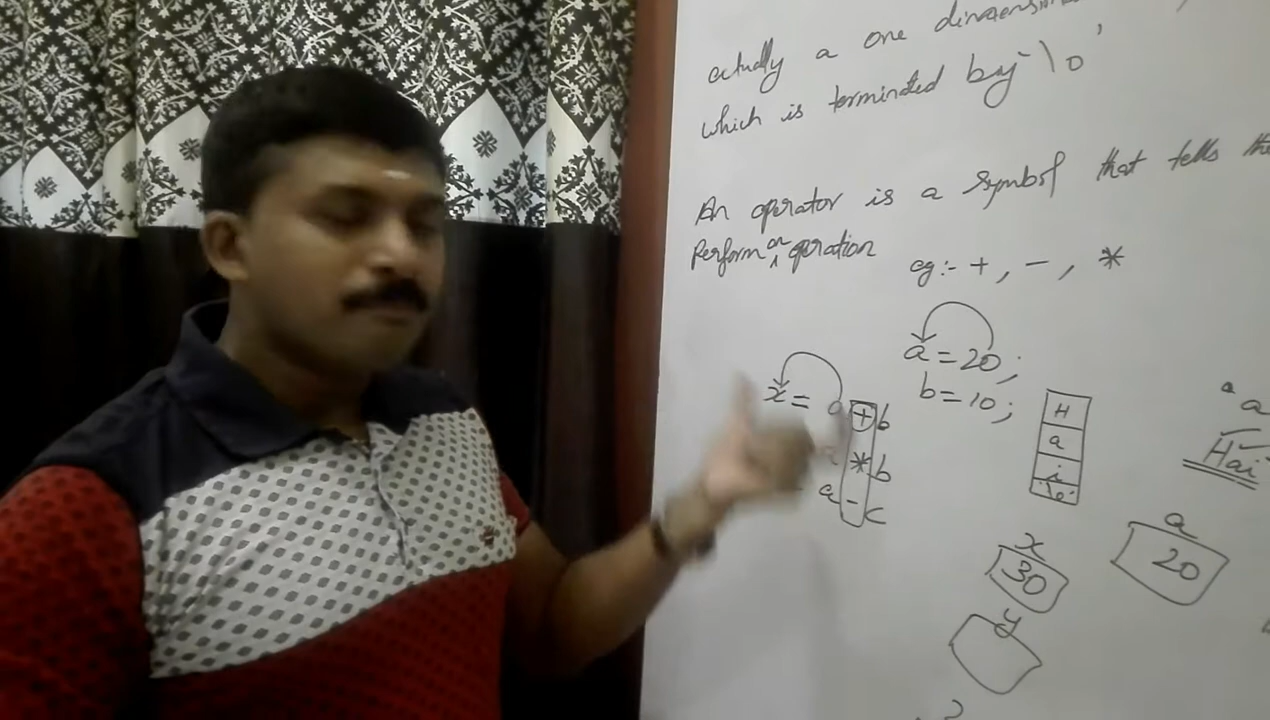 actually a one dimensional
which is terminated by '\0'
An operator is a symbol that tells the
Perform an operation
eg:- +, -, *
a = 20;
b = 10;
x = a + b
a * b
a - c
H
a
i
\0
a
Hai
x
30
y
a
20